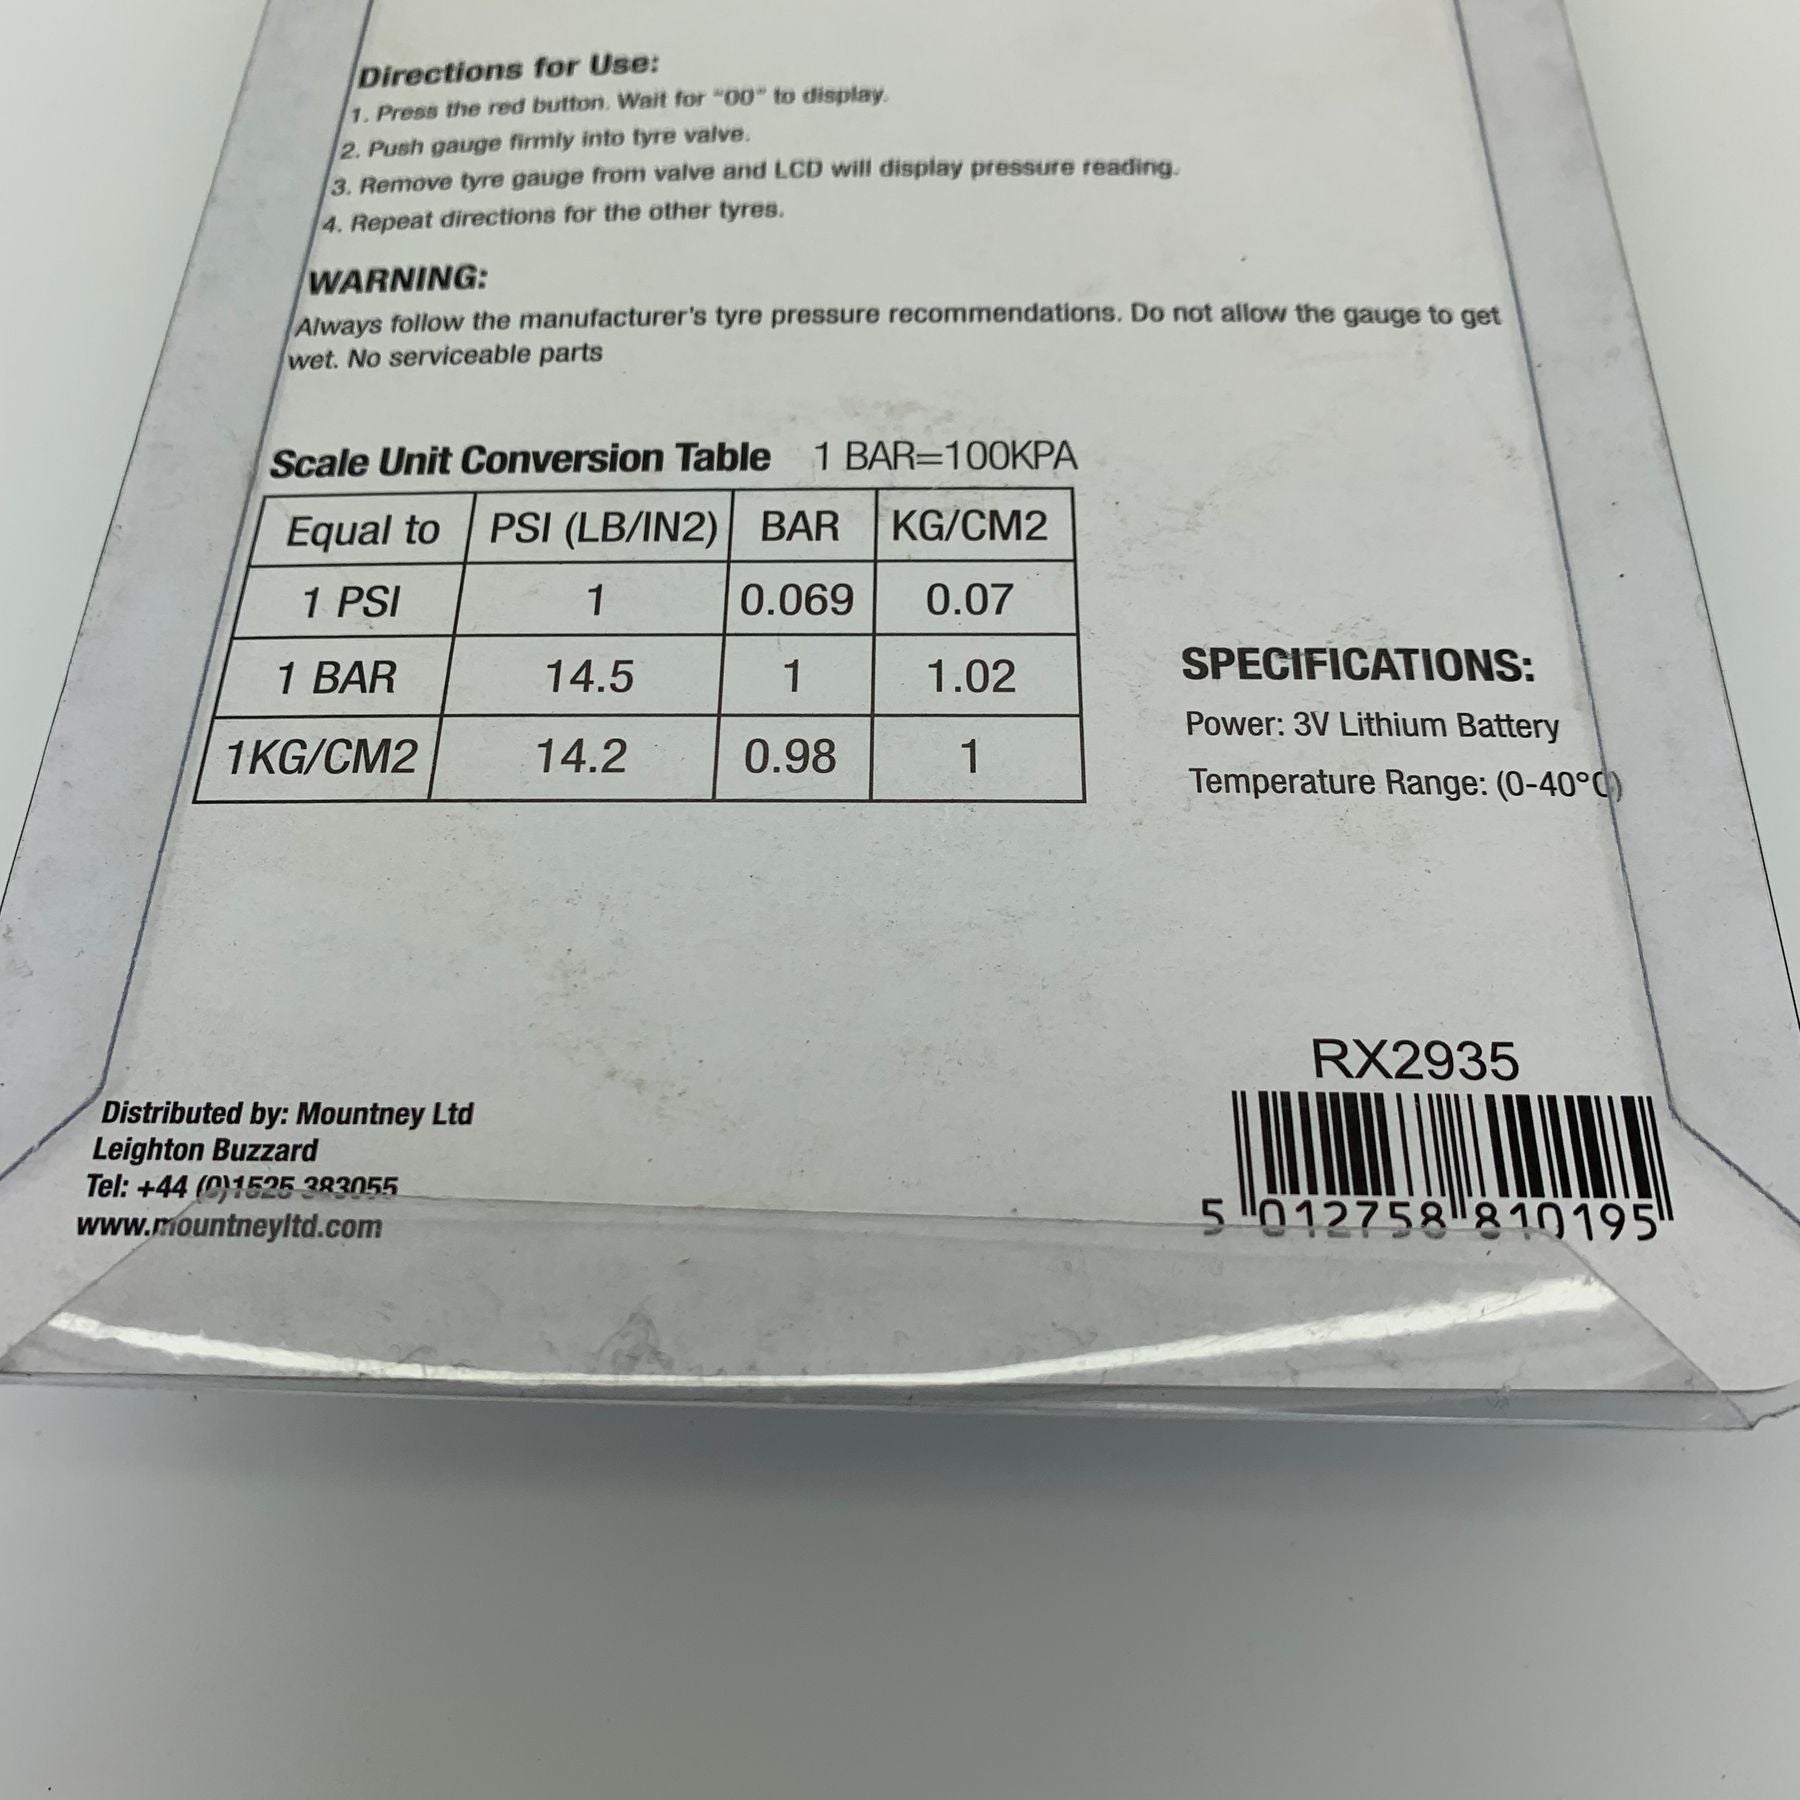 Directions for Use:
1. Press the red button. Wait for "00" to display.
2. Push gauge firmly into tyre valve.
3. Remove tyre gauge from valve and LCD will display pressure reading.
4. Repeat directions for the other tyres.
WARNING:
Always follow the manufacturer's tyre pressure recommendations. Do not allow the gauge to get
wet. No serviceable parts
Scale Unit Conversion Table 1 BAR=100KPA
Equal to PSI (LB/IN2) BAR KG/CM2
1 PSI 1 0.069 0.07
1 BAR 14.5 1 1.02
1KG/CM2 14.2 0.98 1
SPECIFICATIONS:
Power: 3V Lithium Battery
Temperature Range: (0-40°C)
Distributed by: Mountney Ltd
Leighton Buzzard
Tel: +44 (0)1525 383055
www.mountneyltd.com
RX2935
5 012758 810195